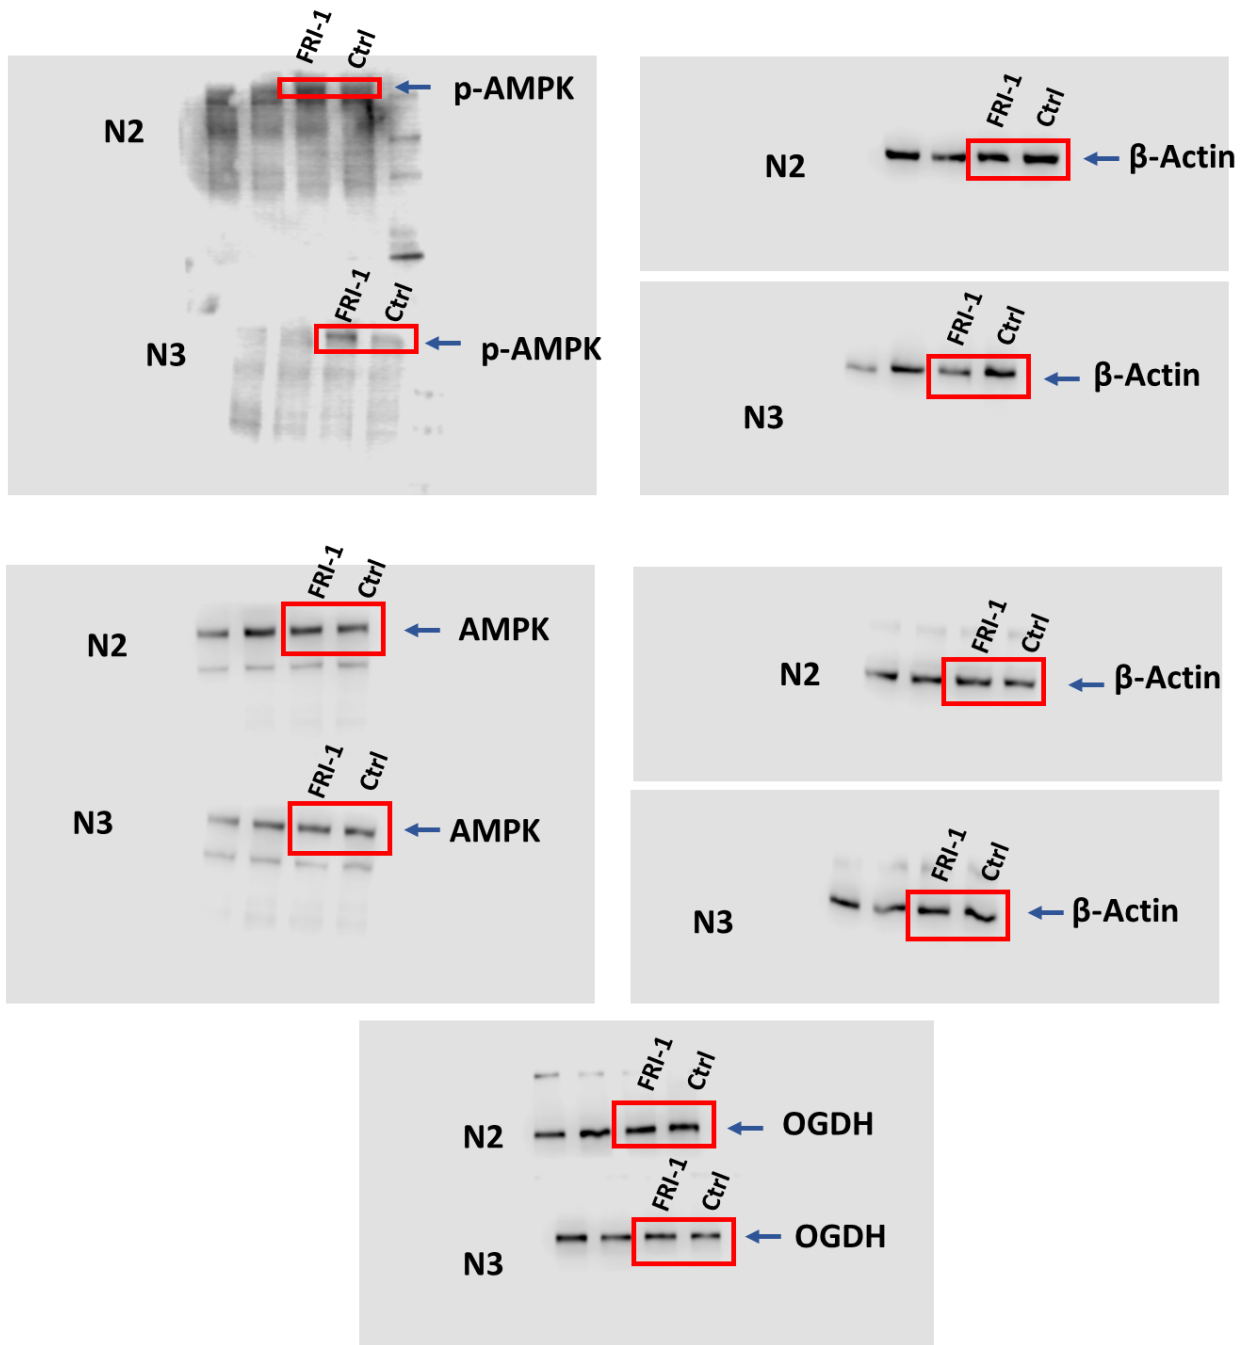 FRI-1 Ctrl
N2 p-AMPK
FRI-1 Ctrl
N3 p-AMPK
FRI-1 Ctrl
N2 β-Actin
FRI-1 Ctrl
N3 β-Actin
FRI-1 Ctrl
N2 AMPK
FRI-1 Ctrl
N3 AMPK
FRI-1 Ctrl
N2 β-Actin
FRI-1 Ctrl
N3 β-Actin
FRI-1 Ctrl
N2 OGDH
FRI-1 Ctrl
N3 OGDH